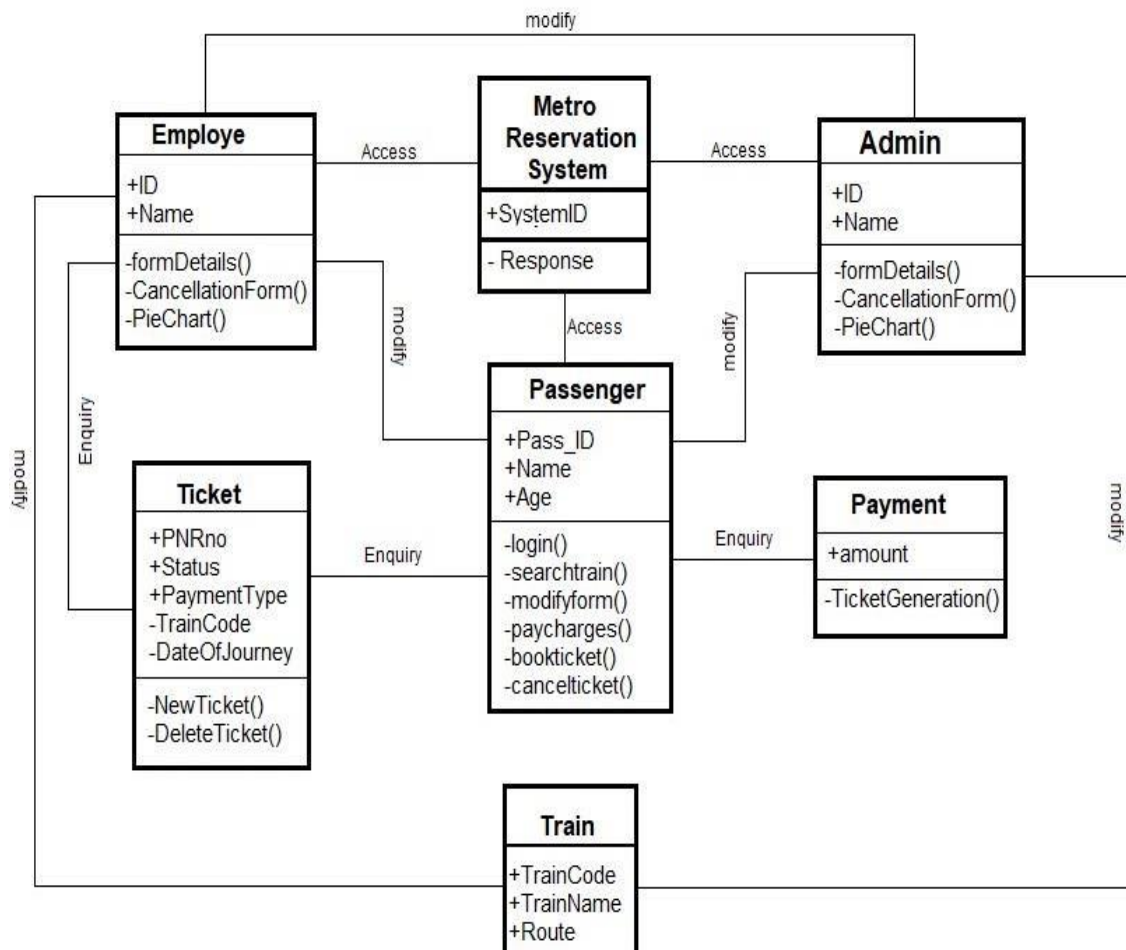 modify
Employe
+ID
+Name
-formDetails()
-CancellationForm()
-PieChart()
Access
Metro
Reservation
System
+SystemID
- Response
Access
Admin
+ID
+Name
-formDetails()
-CancellationForm()
-PieChart()
Access
modify
modify
Enquiry
modify
modify
Passenger
+Pass_ID
+Name
+Age
-login()
-searchtrain()
-modifyform()
-paycharges()
-bookticket()
-cancelticket()
Ticket
+PNRno
+Status
+PaymentType
-TrainCode
-DateOfJourney
-NewTicket()
-DeleteTicket()
Enquiry
Enquiry
Payment
+amount
-TicketGeneration()
Train
+TrainCode
+TrainName
+Route